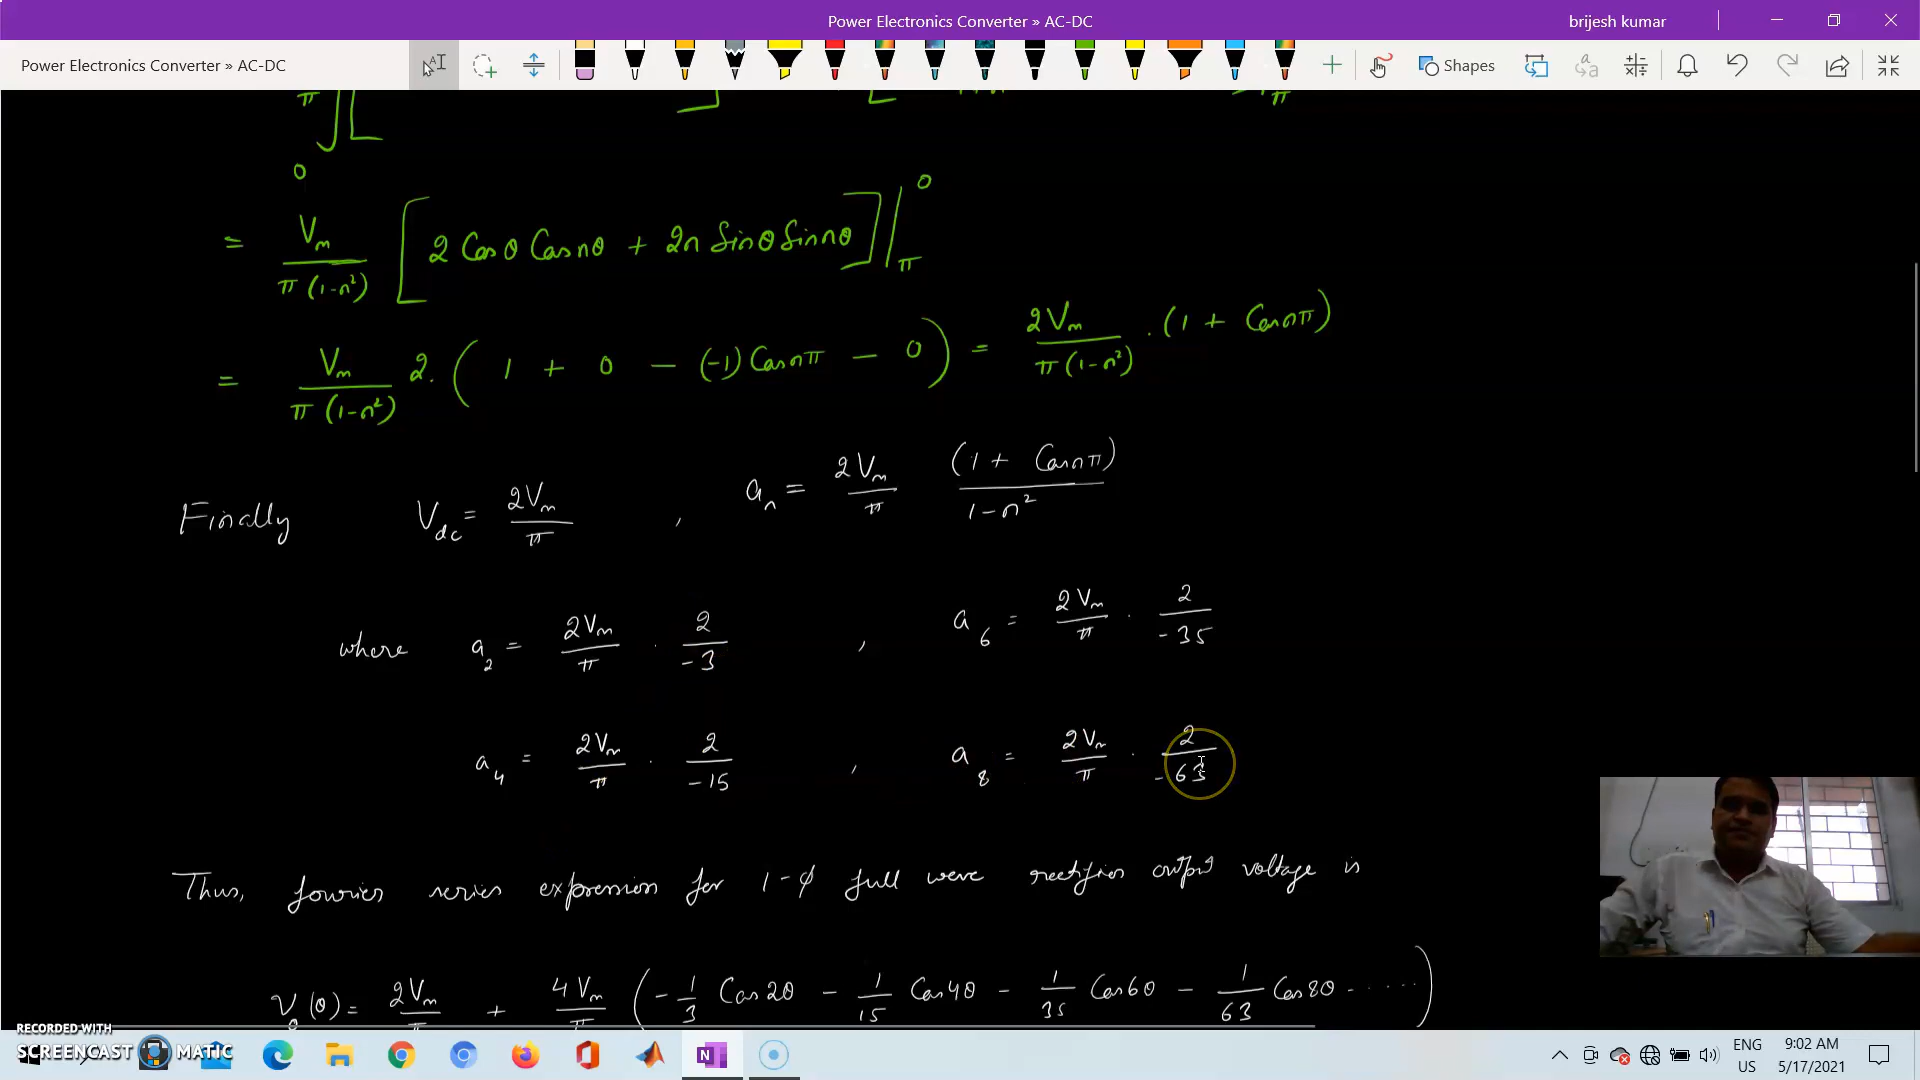 Power Electronics Converter » AC-DC
brijesh kumar
Power Electronics Converter » AC-DC
Shapes
π
π
0
= Vm / π(1-n²) [2 Cosθ Cosnθ + 2n Sinθ Sinnθ] |π 0
= Vm / π(1-n²) 2. (1 + 0 - (-1) Cosnπ - 0) = 2Vm / π(1-n²) . (1 + Cosnπ)
Finally Vdc = 2Vm / π , an = 2Vm / π (1 + Cosnπ) / 1-n²
where a2 = 2Vm / π . 2 / -3 , a6 = 2Vm / π . 2 / -35
a4 = 2Vm / π . 2 / -15 , a8 = 2Vm / π . 2 / -63
Thus, fourier series expression for 1-φ full wave rectifier output voltage is
Vo(θ) = 2Vm / π + 4Vm / π (-1/3 Cos2θ - 1/15 Cos4θ - 1/35 Cos6θ - 1/63 Cos8θ - .....)
RECORDED WITH
SCREENCAST MATIC
ENG
US
9:02 AM
5/17/2021